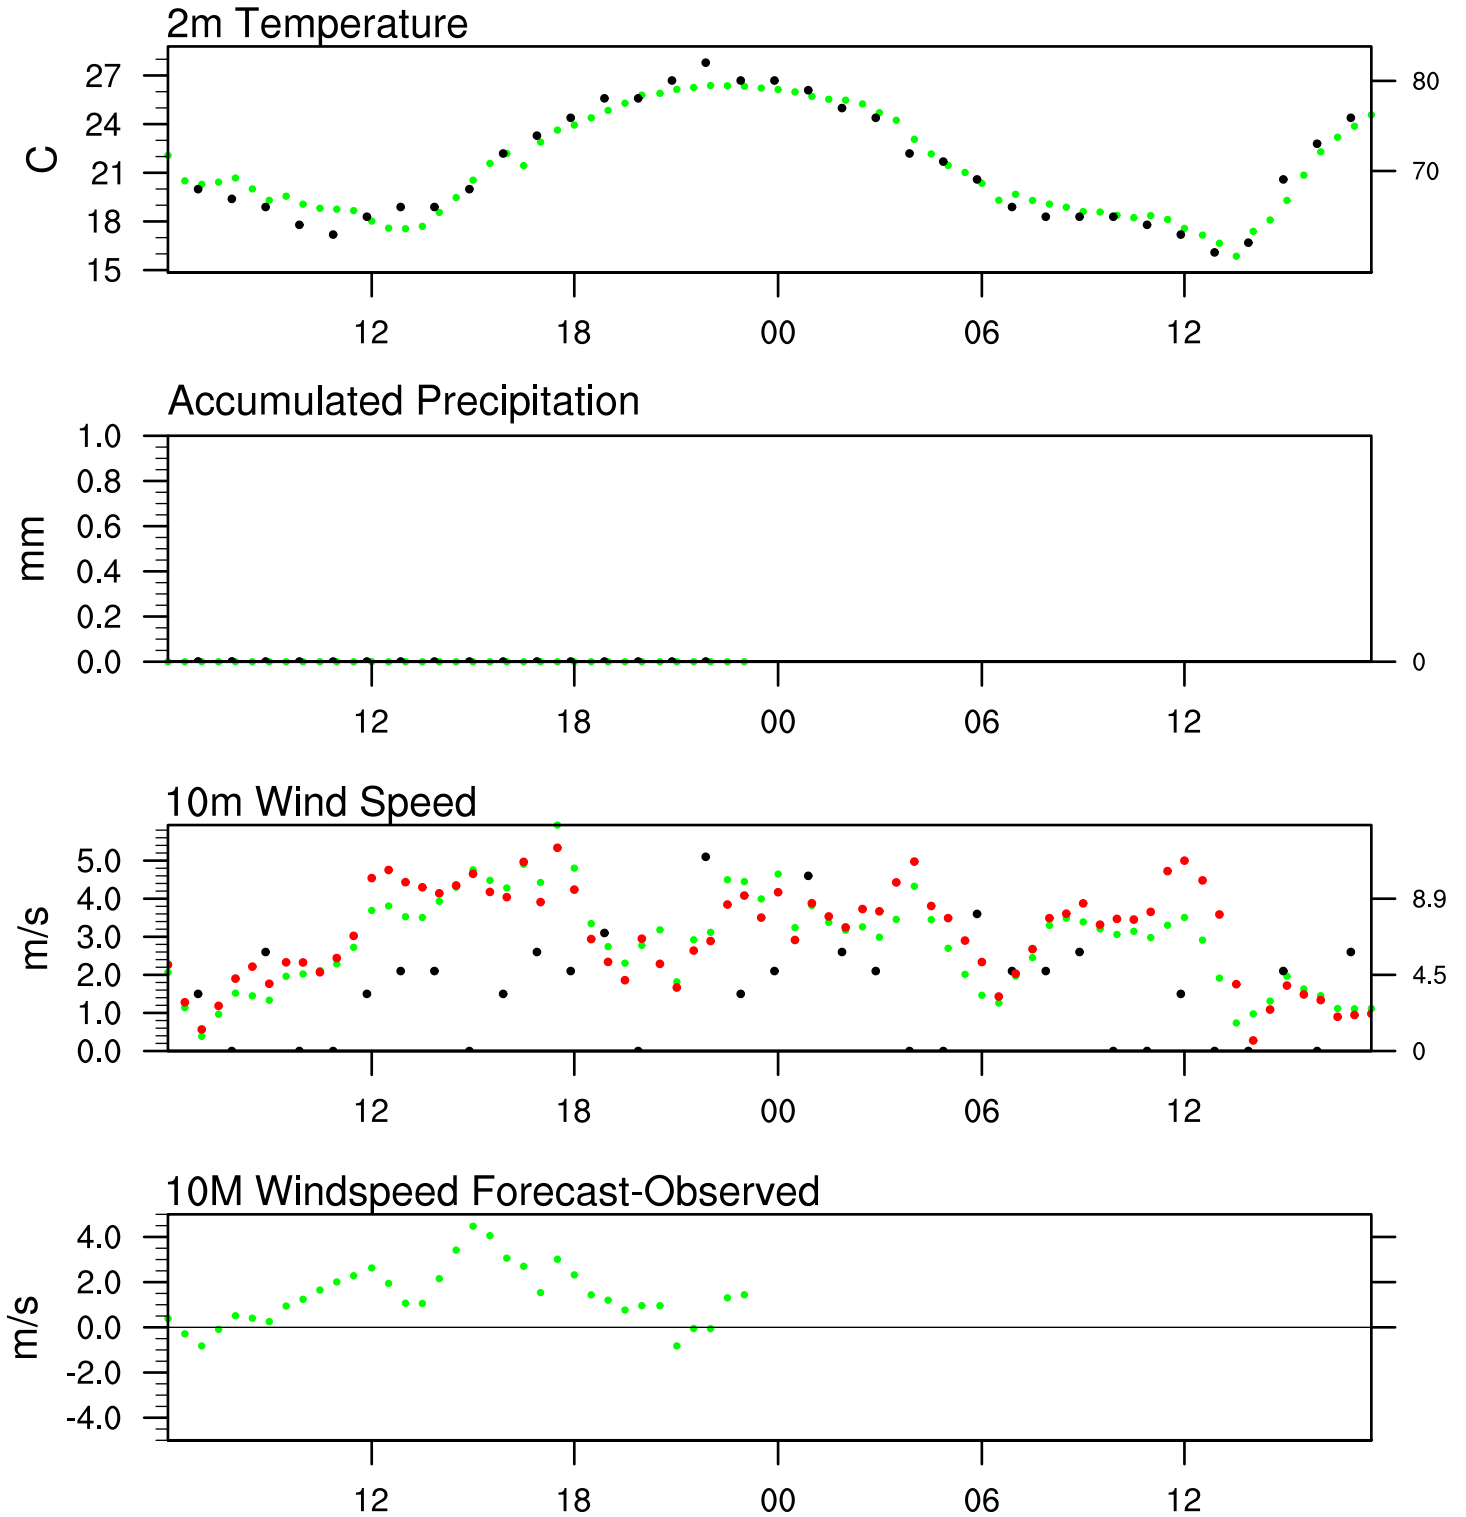 2m Temperature
27
24
21
18
15
C
80
70
12 18 00 06 12
Accumulated Precipitation
1.0
0.8
0.6
0.4
0.2
0.0
mm
0
12 18 00 06 12
10m Wind Speed
5.0
4.0
3.0
2.0
1.0
0.0
m/s
8.9
4.5
0
12 18 00 06 12
10M Windspeed Forecast-Observed
4.0
2.0
0.0
-2.0
-4.0
m/s
12 18 00 06 12